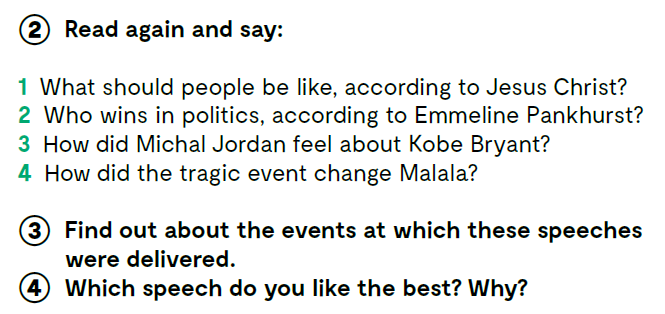 2 Read again and say:
1 What should people be like, according to Jesus Christ?
2 Who wins in politics, according to Emmeline Pankhurst?
3 How did Michal Jordan feel about Kobe Bryant?
4 How did the tragic event change Malala?
3 Find out about the events at which these speeches
were delivered.
4 Which speech do you like the best? Why?